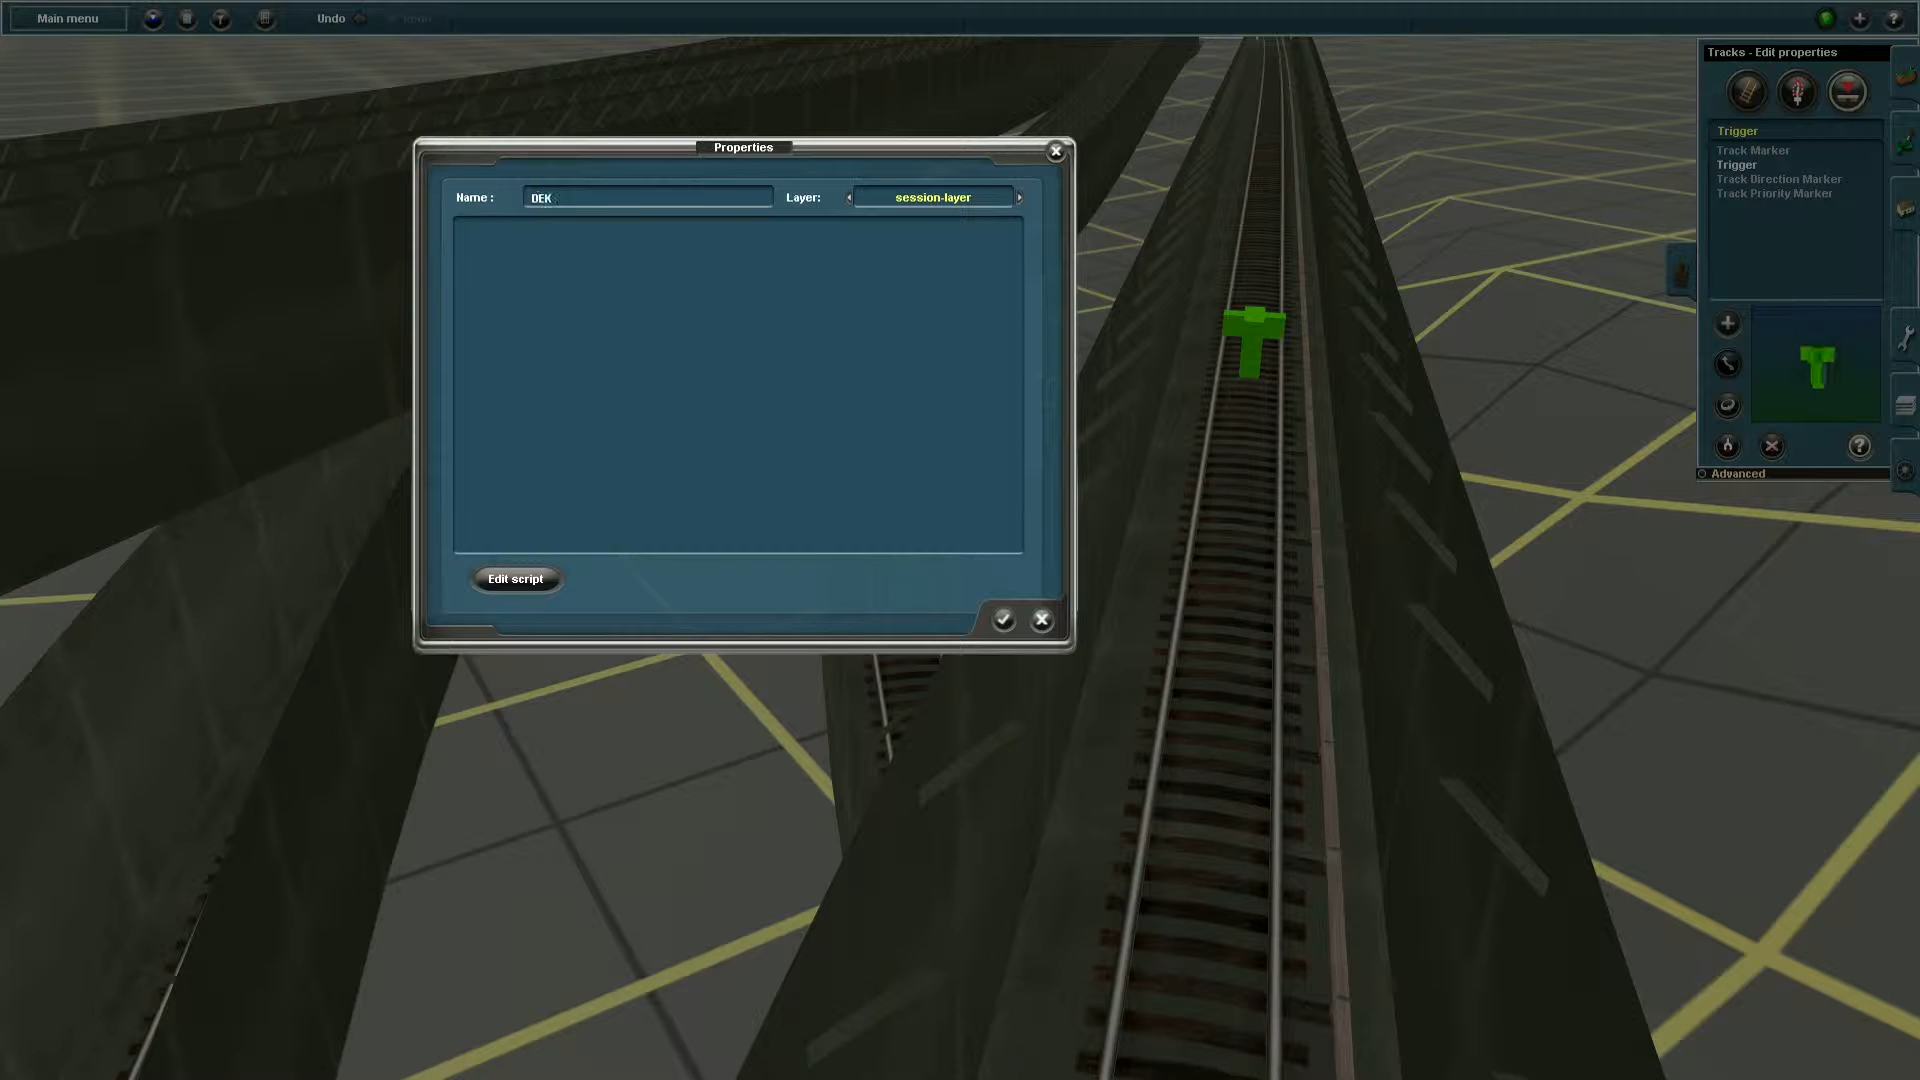 Main menu
Undo
Redo
Tracks - Edit properties
Trigger
Track Marker
Trigger
Track Direction Marker
Track Priority Marker
Advanced
Properties
Name :
DEK
Layer:
session-layer
Edit script